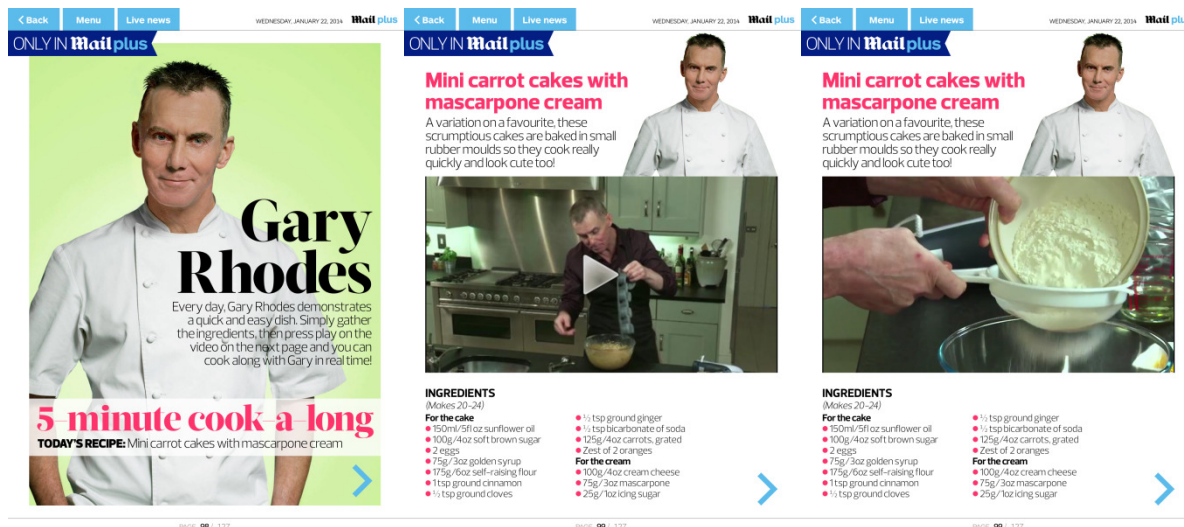 Back
Menu
Live news
WEDNESDAY, JANUARY 22, 2014 Mail plus
ONLY IN Mail plus
Gary
Rhodes
Every day, Gary Rhodes demonstrates
a quick and easy dish. Simply gather
the ingredients, then press play on the
video on the next page and you can
cook along with Gary in real time!
5-minute cook-a-long
TODAY'S RECIPE: Mini carrot cakes with mascarpone cream
PAGE 98 / 127
Back
Menu
Live news
WEDNESDAY, JANUARY 22, 2014 Mail plus
ONLY IN Mail plus
Mini carrot cakes with
mascarpone cream
A variation on a favourite, these
scrumptious cakes are baked in small
rubber moulds so they cook really
quickly and look cute too!
INGREDIENTS
(Makes 20-24)
For the cake
150ml/5fl oz sunflower oil
100g/4oz soft brown sugar
2 eggs
75g/3oz golden syrup
175g/6oz self-raising flour
1 tsp ground cinnamon
½ tsp ground cloves
½ tsp ground ginger
½ tsp bicarbonate of soda
125g/4oz carrots, grated
Zest of 2 oranges
For the cream
100g/4oz cream cheese
75g/3oz mascarpone
25g/1oz icing sugar
PAGE 99 / 127
Back
Menu
Live news
WEDNESDAY, JANUARY 22, 2014 Mail plu
ONLY IN Mail plus
Mini carrot cakes with
mascarpone cream
A variation on a favourite, these
scrumptious cakes are baked in small
rubber moulds so they cook really
quickly and look cute too!
INGREDIENTS
(Makes 20-24)
For the cake
150ml/5fl oz sunflower oil
100g/4oz soft brown sugar
2 eggs
75g/3oz golden syrup
175g/6oz self-raising flour
1 tsp ground cinnamon
½ tsp ground cloves
½ tsp ground ginger
½ tsp bicarbonate of soda
125g/4oz carrots, grated
Zest of 2 oranges
For the cream
100g/4oz cream cheese
75g/3oz mascarpone
25g/1oz icing sugar
PAGE 99 / 127